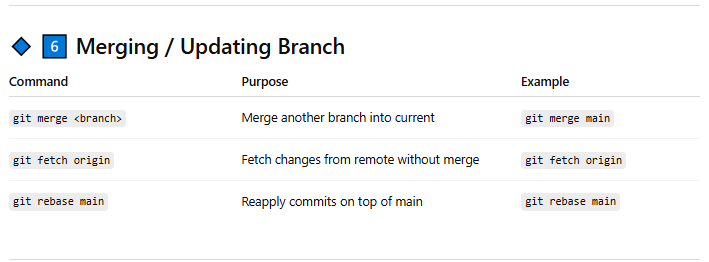 6 Merging / Updating Branch
Command Purpose Example
git merge <branch> Merge another branch into current git merge main
git fetch origin Fetch changes from remote without merge git fetch origin
git rebase main Reapply commits on top of main git rebase main